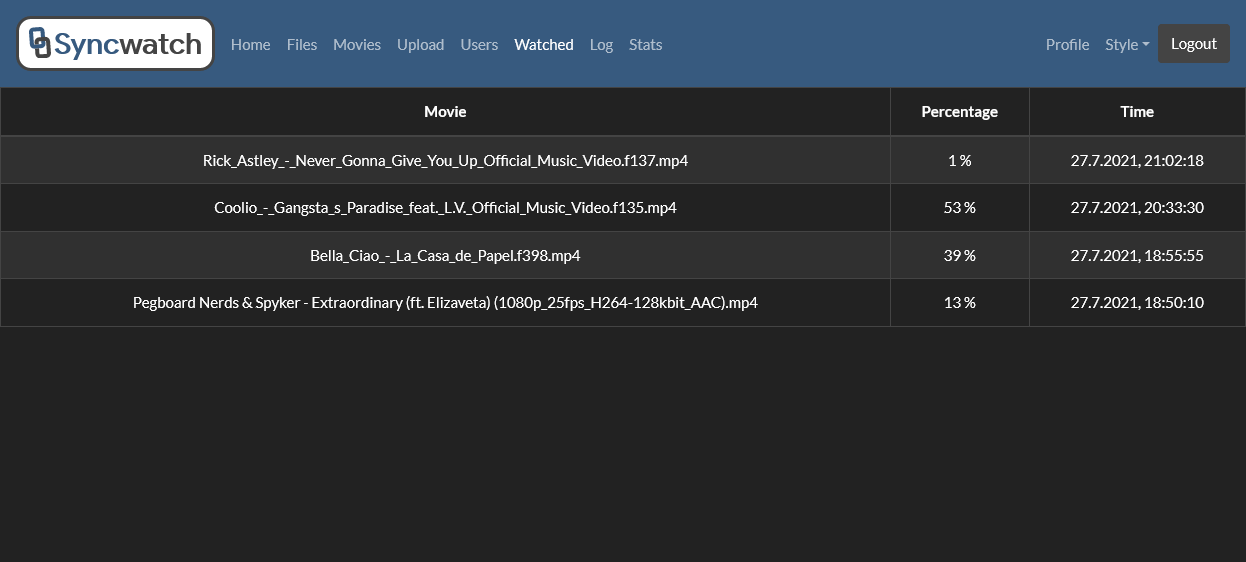 Syncwatch Home Files Movies Upload Users Watched Log Stats Profile Style Logout
Movie Percentage Time
Rick_Astley_-_Never_Gonna_Give_You_Up_Official_Music_Video.f137.mp4 1 % 27.7.2021, 21:02:18
Coolio_-_Gangsta_s_Paradise_feat._L.V._Official_Music_Video.f135.mp4 53 % 27.7.2021, 20:33:30
Bella_Ciao_-_La_Casa_de_Papel.f398.mp4 39 % 27.7.2021, 18:55:55
Pegboard Nerds & Spyker - Extraordinary (ft. Elizaveta) (1080p_25fps_H264-128kbit_AAC).mp4 13 % 27.7.2021, 18:50:10